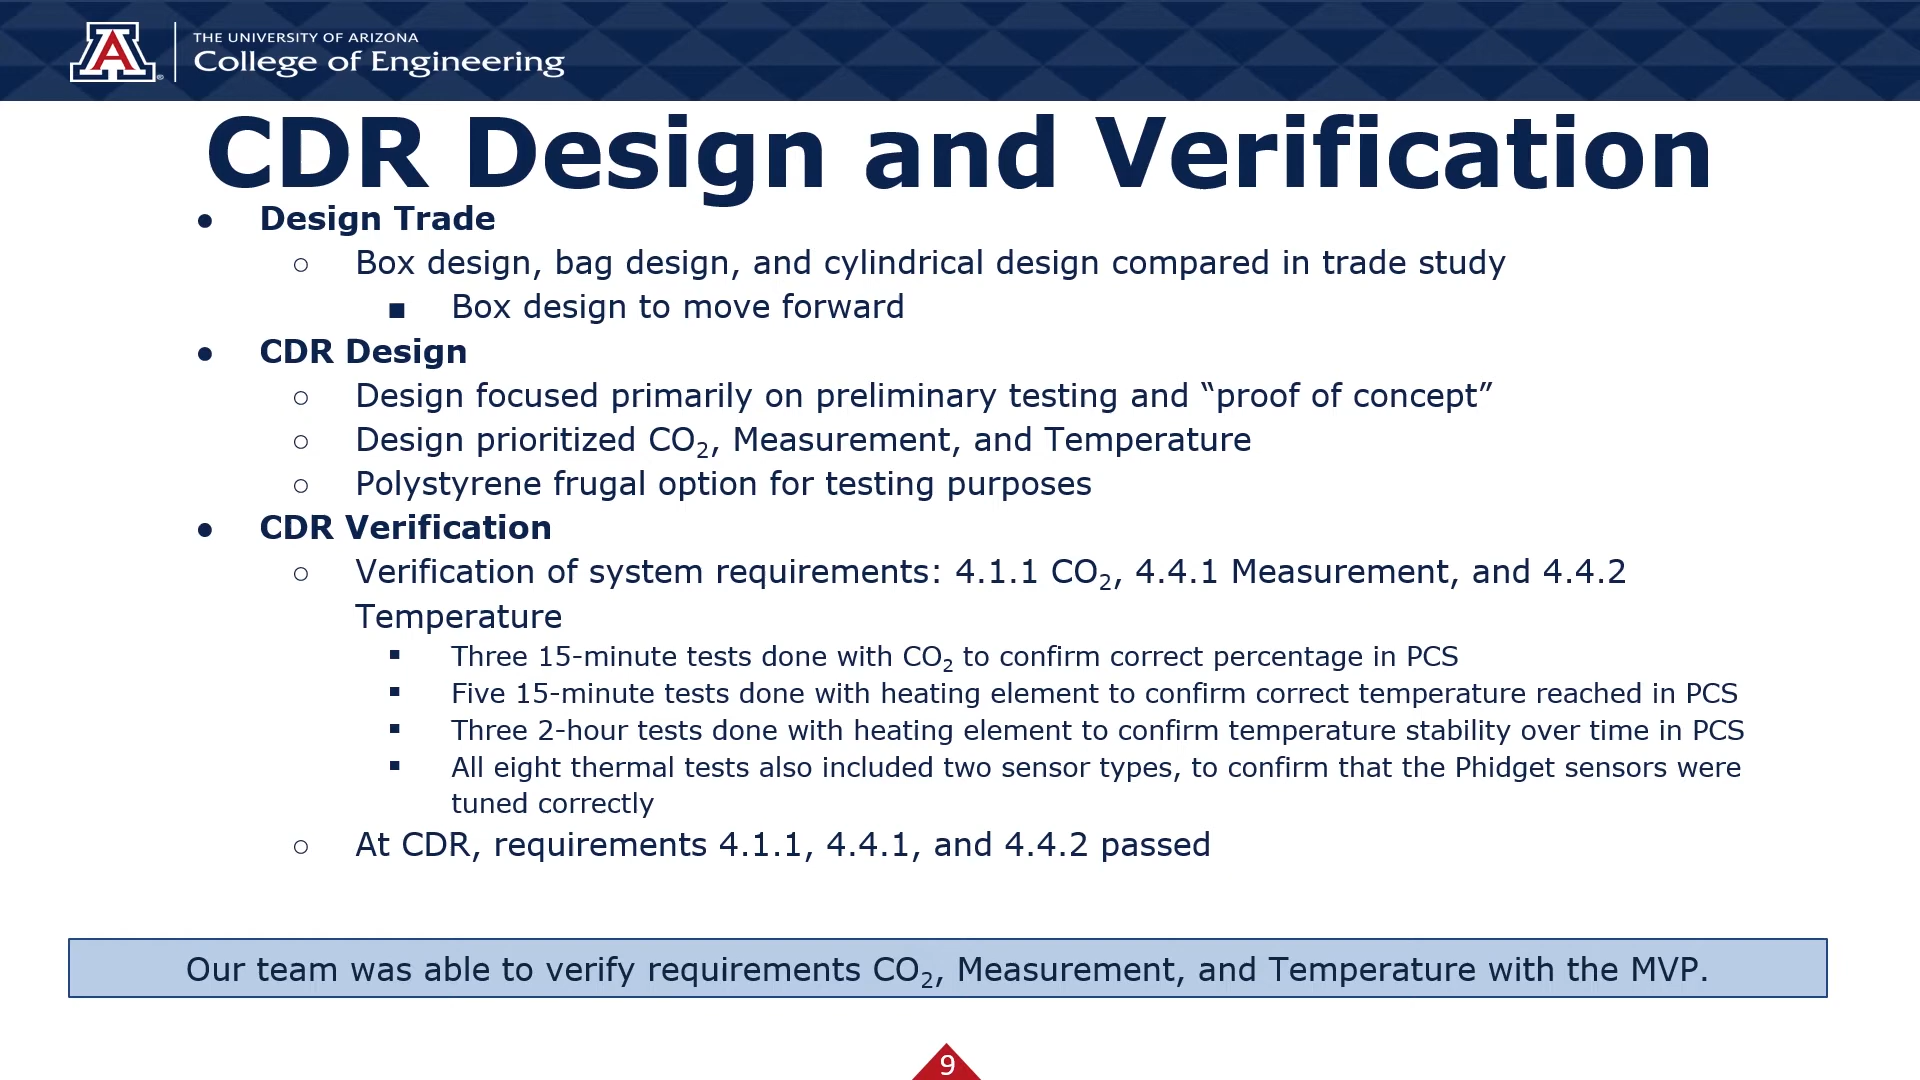 THE UNIVERSITY OF ARIZONA
College of Engineering
CDR Design and Verification
● Design Trade
○ Box design, bag design, and cylindrical design compared in trade study
■ Box design to move forward
● CDR Design
○ Design focused primarily on preliminary testing and “proof of concept”
○ Design prioritized CO₂, Measurement, and Temperature
○ Polystyrene frugal option for testing purposes
● CDR Verification
○ Verification of system requirements: 4.1.1 CO₂, 4.4.1 Measurement, and 4.4.2
Temperature
▪ Three 15-minute tests done with CO₂ to confirm correct percentage in PCS
▪ Five 15-minute tests done with heating element to confirm correct temperature reached in PCS
▪ Three 2-hour tests done with heating element to confirm temperature stability over time in PCS
▪ All eight thermal tests also included two sensor types, to confirm that the Phidget sensors were
tuned correctly
○ At CDR, requirements 4.1.1, 4.4.1, and 4.4.2 passed
Our team was able to verify requirements CO₂, Measurement, and Temperature with the MVP.
9